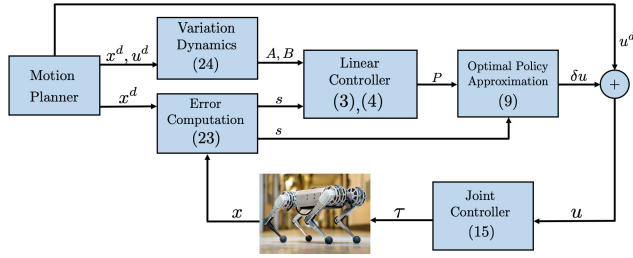 Motion
Planner
x^d, u^d
x^d
Variation
Dynamics
(24)
A, B
Error
Computation
(23)
s
s
Linear
Controller
(3),(4)
P
Optimal Policy
Approximation
(9)
δu
u^d
+
x
τ
Joint
Controller
(15)
u